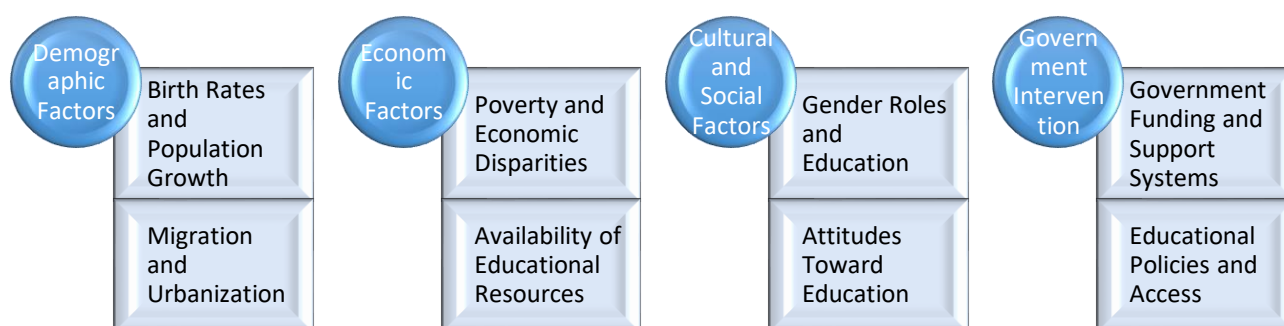 Demogr
aphic
Factors
Birth Rates
and
Population
Growth
Migration
and
Urbanization
Econom
ic
Factors
Poverty and
Economic
Disparities
Availability of
Educational
Resources
Cultural
and
Social
Factors
Gender Roles
and
Education
Attitudes
Toward
Education
Govern
ment
Interven
tion
Government
Funding and
Support
Systems
Educational
Policies and
Access